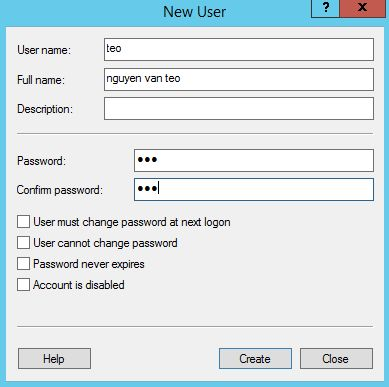 New User
?
X
User name:
teo
Full name:
nguyen van teo
Description:
Password:
●●●
Confirm password:
●●●
User must change password at next logon
User cannot change password
Password never expires
Account is disabled
Help
Create
Close